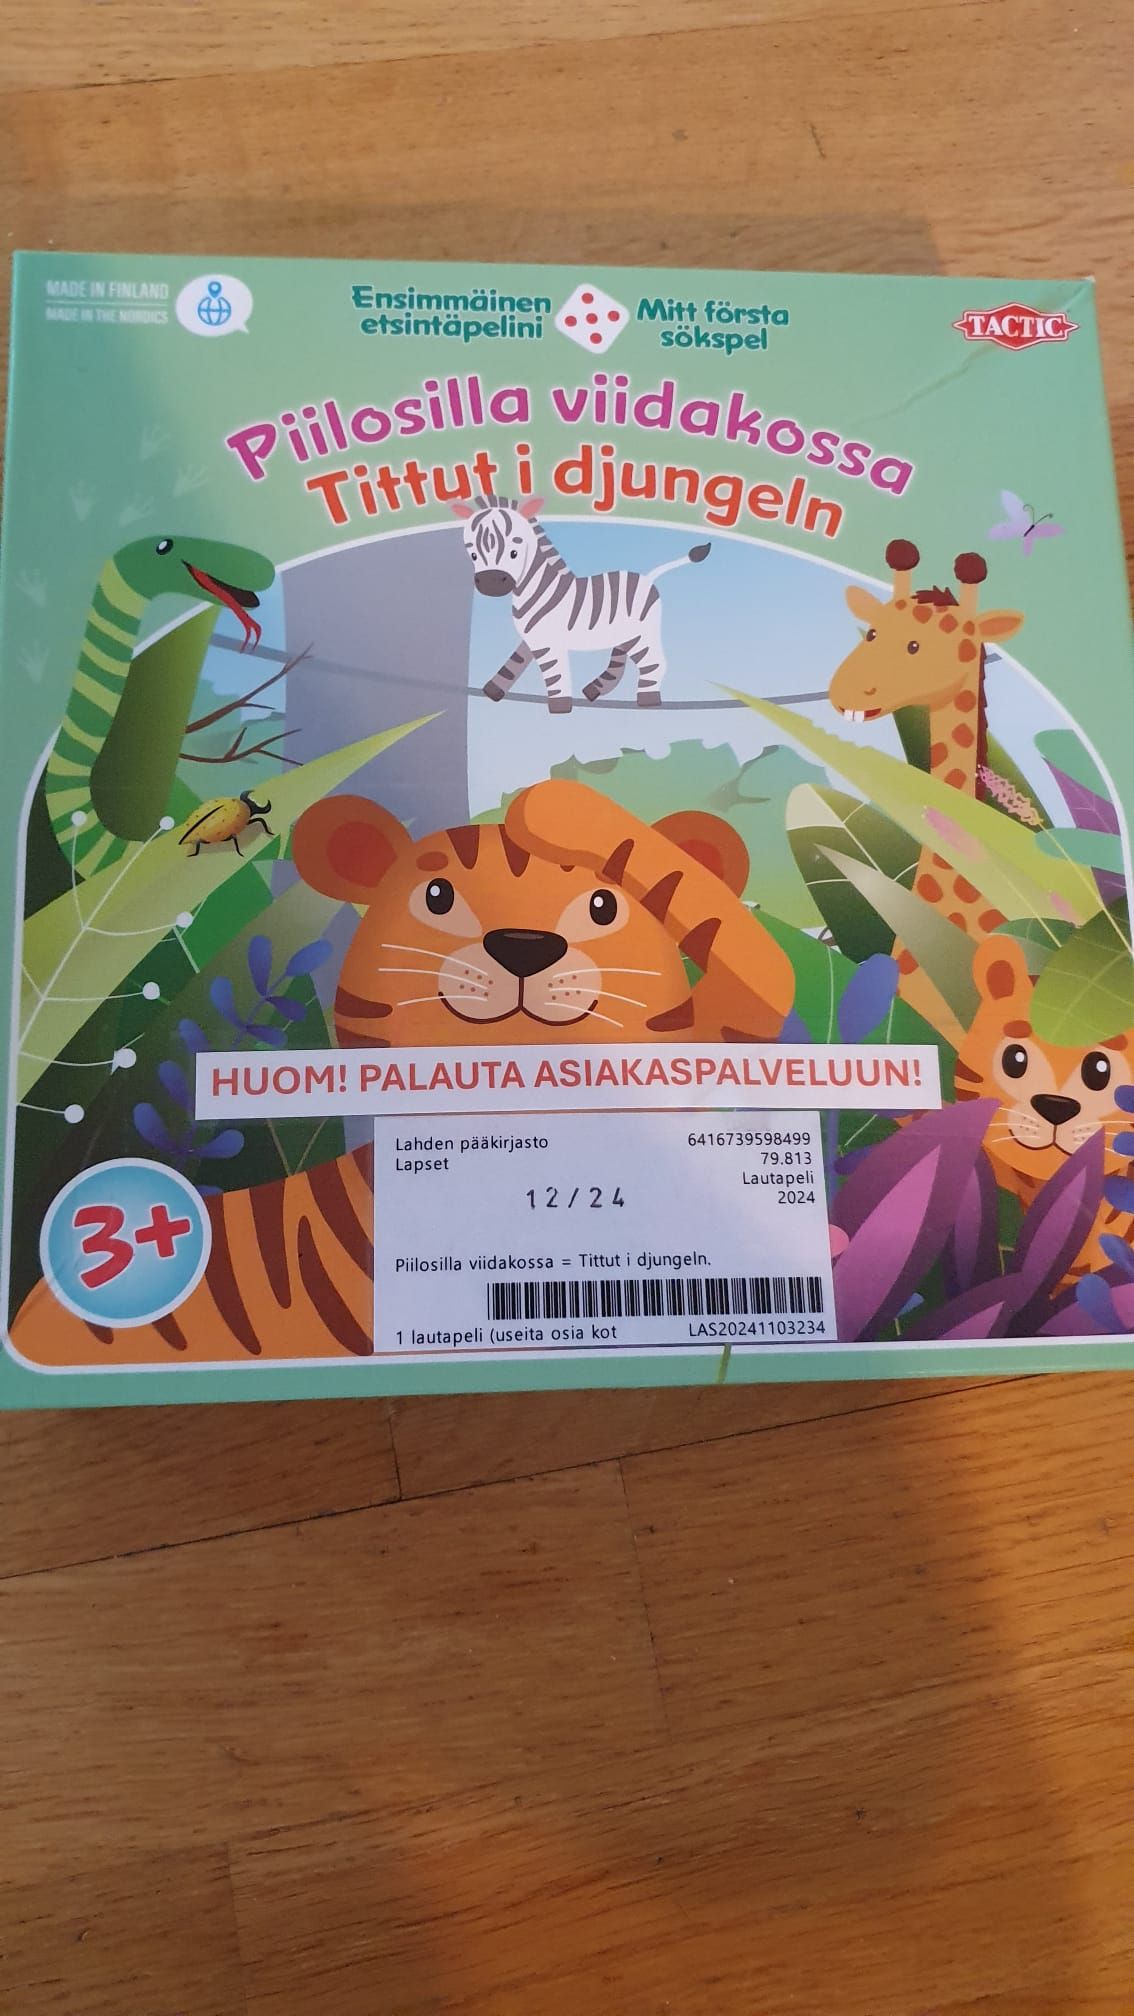 MADE IN FINLAND
MADE IN THE NORDICS
Ensimmäinen
etsintäpelini
Mitt första
sökspel
TACTIC
Piilosilla viidakossa
Tittut i djungeln
HUOM! PALAUTA ASIAKASPALVELUUN!
Lahden pääkirjasto
Lapset
6416739598499
79.813
Lautapeli
2024
12/24
Piilosilla viidakossa = Tittut i djungeln.
1 lautapeli (useita osia kot
LAS20241103234
3+